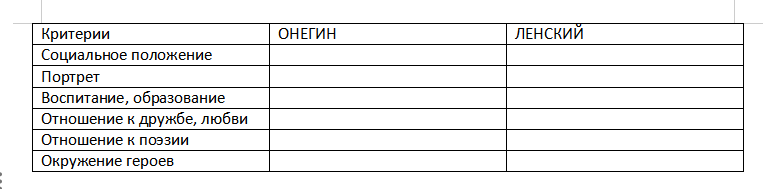 Критерии ОНЕГИН ЛЕНСКИЙ
Социальное положение
Портрет
Воспитание, образование
Отношение к дружбе, любви
Отношение к поэзии
Окружение героев